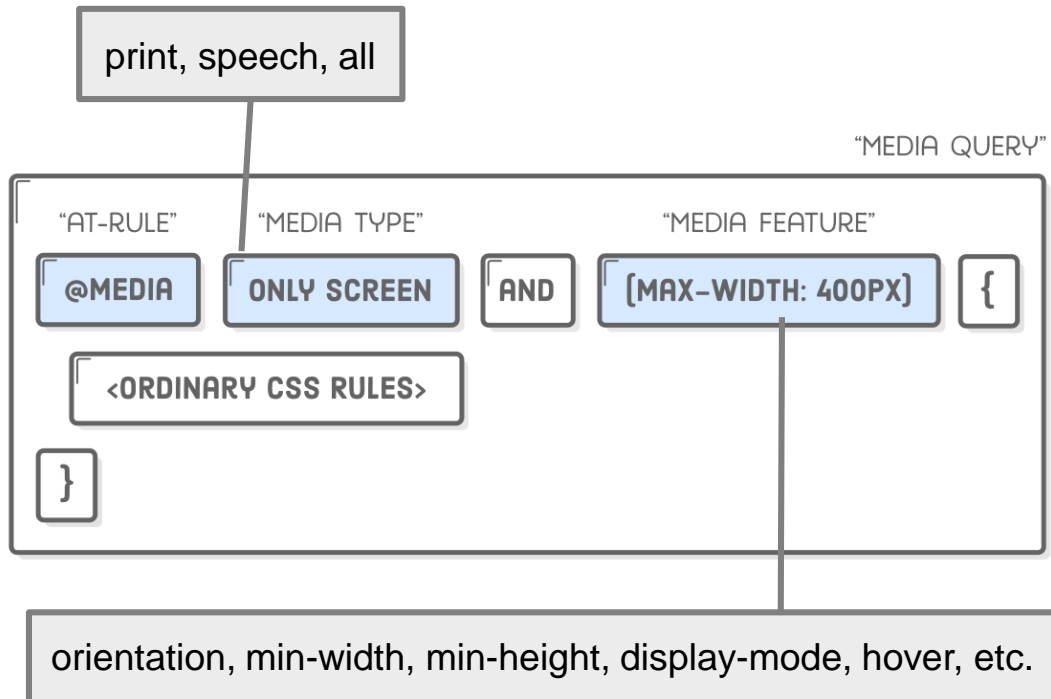 print, speech, all
“MEDIA QUERY”
“AT-RULE” “MEDIA TYPE” “MEDIA FEATURE”
@MEDIA ONLY SCREEN AND (MAX-WIDTH: 400PX) {
<ORDINARY CSS RULES>
}
orientation, min-width, min-height, display-mode, hover, etc.